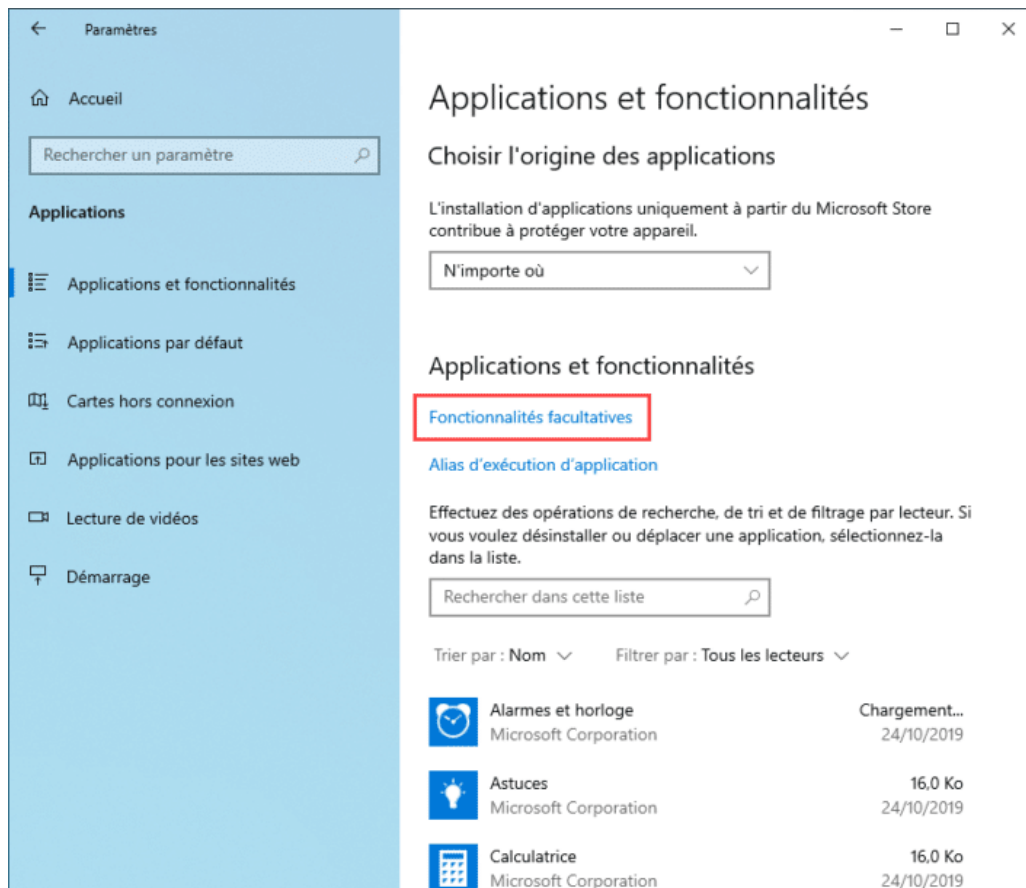 Paramètres
Accueil
Rechercher un paramètre
Applications
Applications et fonctionnalités
Applications par défaut
Cartes hors connexion
Applications pour les sites web
Lecture de vidéos
Démarrage
Applications et fonctionnalités
Choisir l'origine des applications
L'installation d'applications uniquement à partir du Microsoft Store
contribue à protéger votre appareil.
N'importe où
Applications et fonctionnalités
Fonctionnalités facultatives
Alias d'exécution d'application
Effectuez des opérations de recherche, de tri et de filtrage par lecteur. Si
vous voulez désinstaller ou déplacer une application, sélectionnez-la
dans la liste.
Rechercher dans cette liste
Trier par : Nom Filtrer par : Tous les lecteurs
Alarmes et horloge Chargement...
Microsoft Corporation 24/10/2019
Astuces 16,0 Ko
Microsoft Corporation 24/10/2019
Calculatrice 16,0 Ko
Microsoft Corporation 24/10/2019